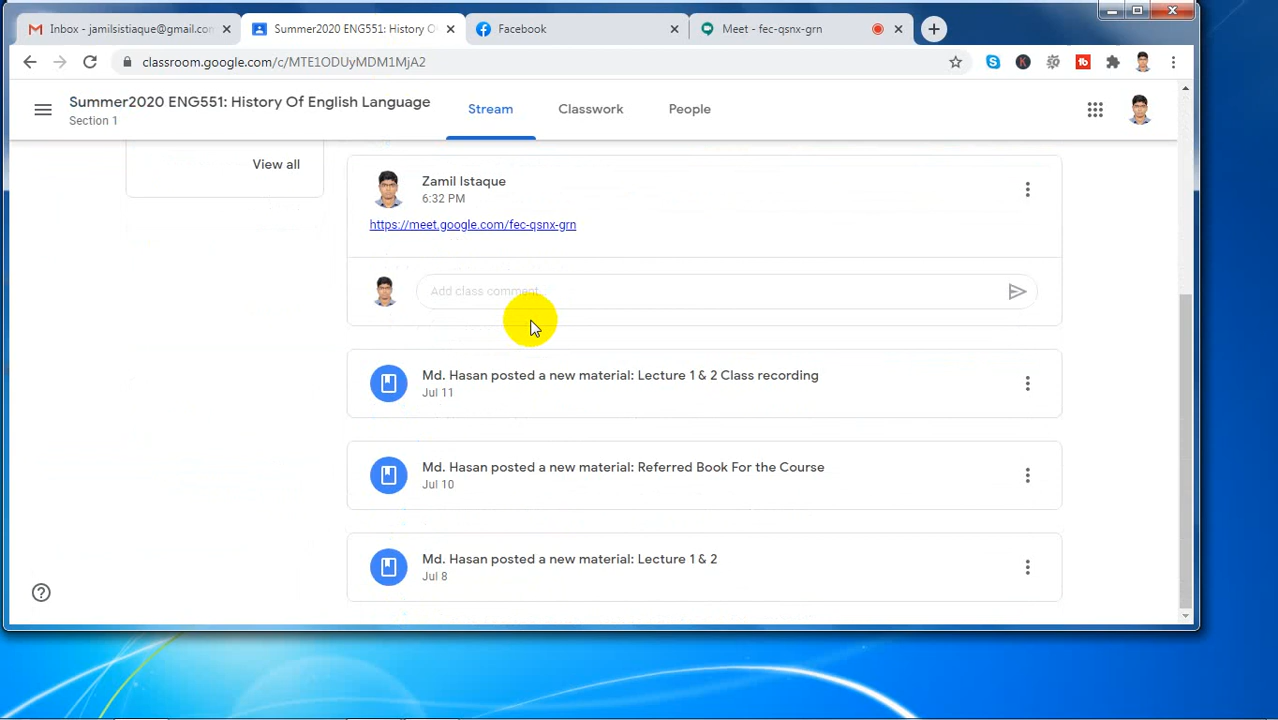 Inbox - jamilsistiaque@gmail.com
Summer2020 ENG551: History O
Facebook
Meet - fec-qsnx-grn
classroom.google.com/c/MTE1ODUyMDM1MjA2
Summer2020 ENG551: History Of English Language
Section 1
Stream
Classwork
People
View all
Zamil Istaque
6:32 PM
https://meet.google.com/fec-qsnx-grn
Add class comment...
Md. Hasan posted a new material: Lecture 1 & 2 Class recording
Jul 11
Md. Hasan posted a new material: Referred Book For the Course
Jul 10
Md. Hasan posted a new material: Lecture 1 & 2
Jul 8